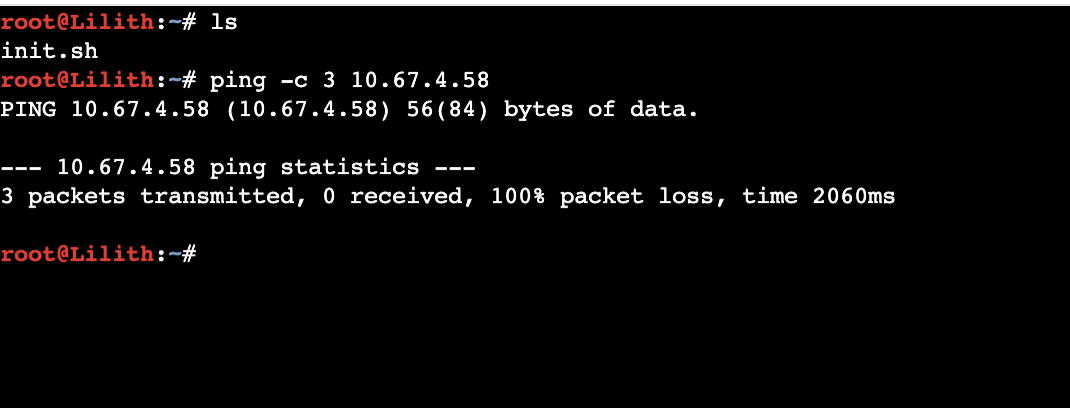 root@Lilith:~# ls
init.sh
root@Lilith:~# ping -c 3 10.67.4.58
PING 10.67.4.58 (10.67.4.58) 56(84) bytes of data.
--- 10.67.4.58 ping statistics ---
3 packets transmitted, 0 received, 100% packet loss, time 2060ms
root@Lilith:~#